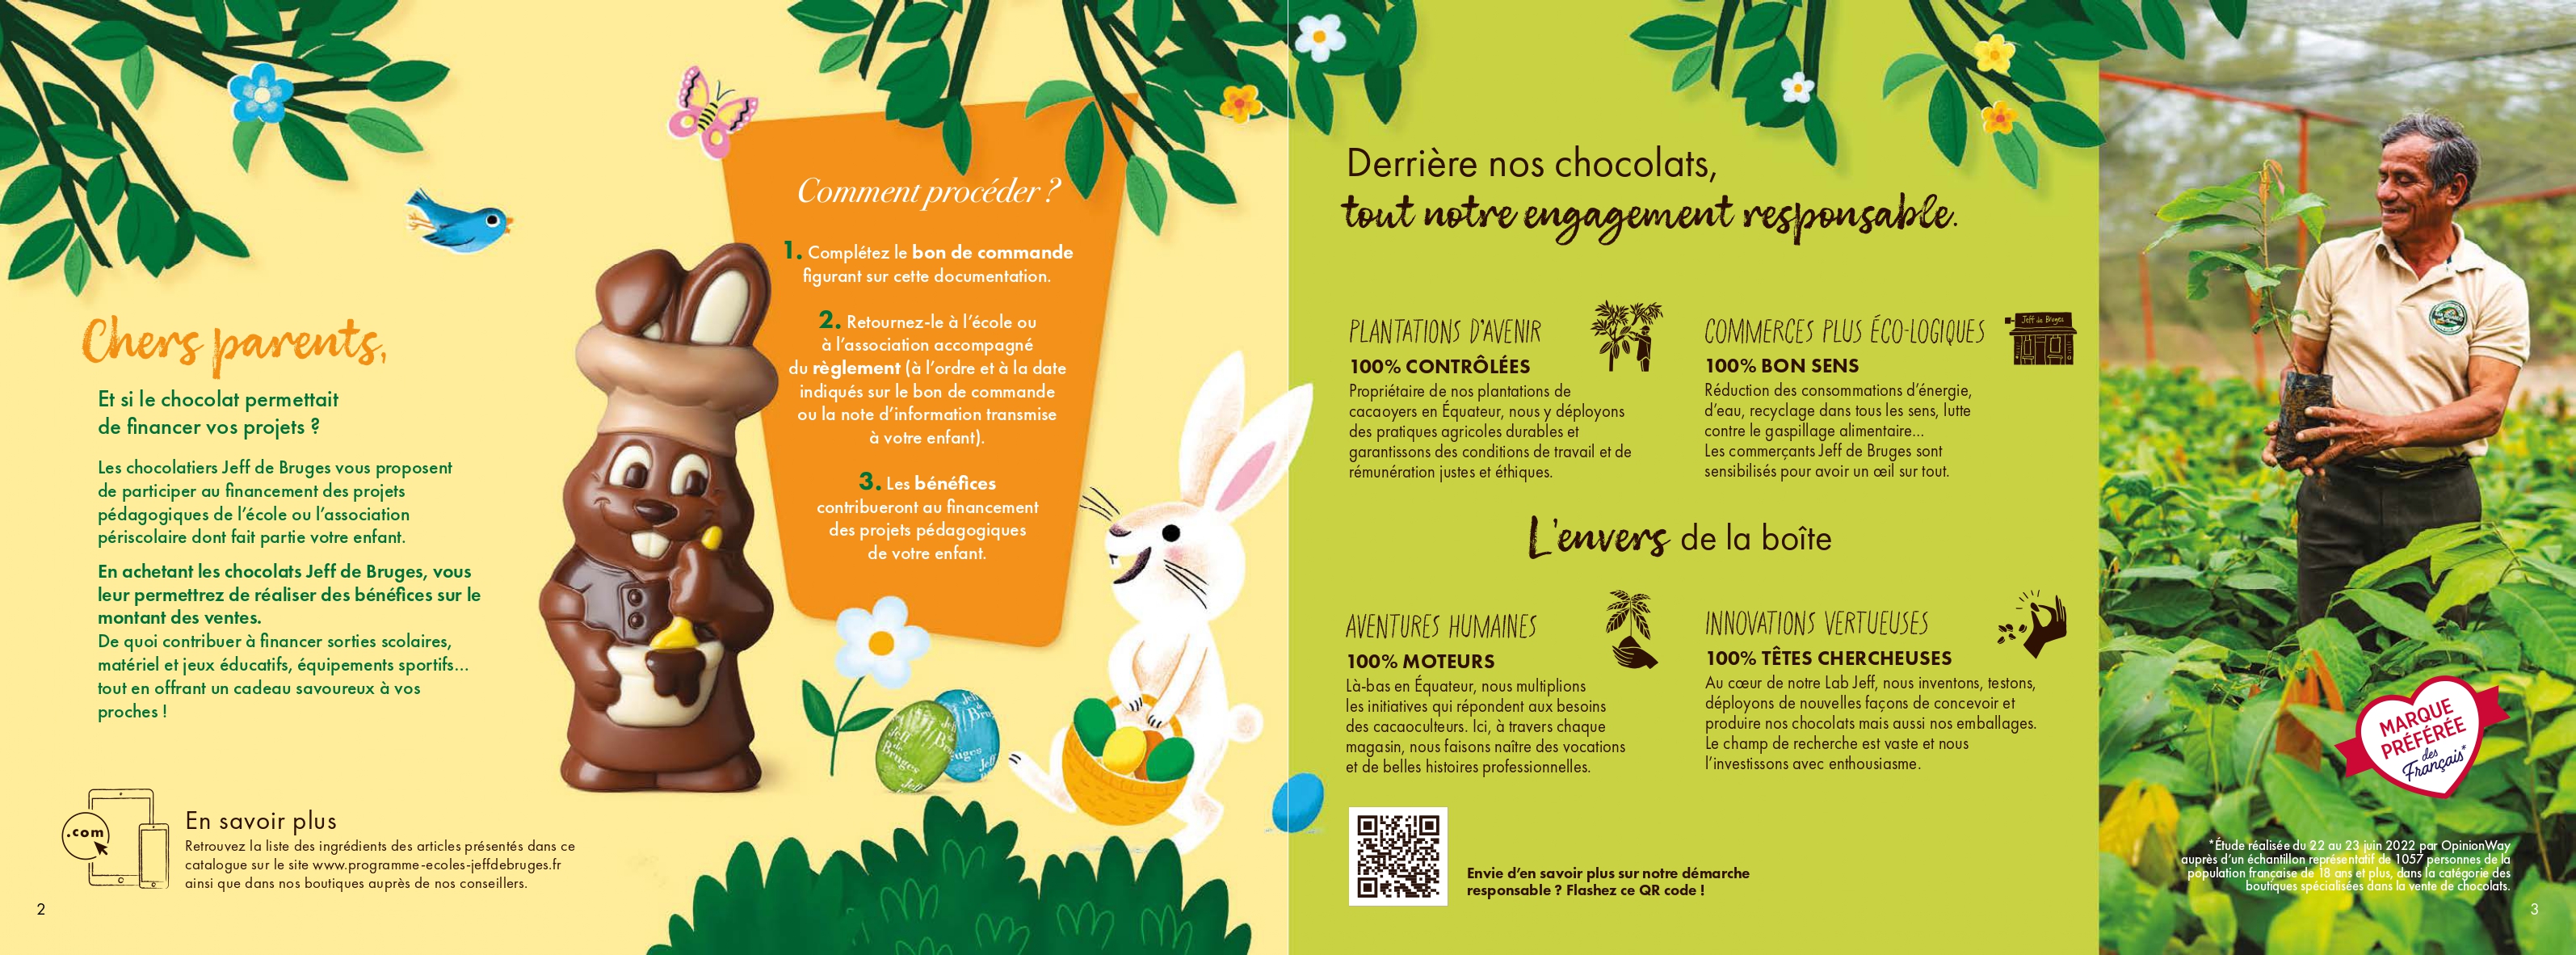 Chers parents,
Et si le chocolat permettait
de financer vos projets ?
Les chocolatiers Jeff de Bruges vous proposent
de participer au financement des projets
pédagogiques de l'école ou l'association
périscolaire dont fait partie votre enfant.
En achetant les chocolats Jeff de Bruges, vous
leur permettrez de réaliser des bénéfices sur le
montant des ventes.
De quoi contribuer à financer sorties scolaires,
matériel et jeux éducatifs, équipements sportifs...
tout en offrant un cadeau savoureux à vos
proches !
.com
En savoir plus
Retrouvez la liste des ingrédients des articles présentés dans ce
catalogue sur le site www.programme-ecoles-jeffdebruges.fr
ainsi que dans nos boutiques auprès de nos conseillers.
2
Comment procéder ?
1. Complétez le bon de commande
figurant sur cette documentation.
2. Retournez-le à l'école ou
à l'association accompagné
du règlement (à l'ordre et à la date
indiqués sur le bon de commande
ou la note d'information transmise
à votre enfant).
3. Les bénéfices
contribueront au financement
des projets pédagogiques
de votre enfant.
Jeff
de
Bruges
Derrière nos chocolats,
tout notre engagement responsable.
PLANTATIONS D'AVENIR
100% CONTRÔLÉES
Propriétaire de nos plantations de
cacaoyers en Équateur, nous y déployons
des pratiques agricoles durables et
garantissons des conditions de travail et de
rémunération justes et éthiques.
COMMERCES PLUS ÉCO-LOGIQUES
Jeff de Bruges
100% BON SENS
Réduction des consommations d'énergie,
d'eau, recyclage dans tous les sens, lutte
contre le gaspillage alimentaire...
Les commerçants Jeff de Bruges sont
sensibilisés pour avoir un œil sur tout.
L'envers de la boîte
AVENTURES HUMAINES
100% MOTEURS
Là-bas en Équateur, nous multiplions
les initiatives qui répondent aux besoins
des cacaoculteurs. Ici, à travers chaque
magasin, nous faisons naître des vocations
et de belles histoires professionnelles.
INNOVATIONS VERTUEUSES
100% TÊTES CHERCHEUSES
Au cœur de notre Lab Jeff, nous inventons, testons,
déployons de nouvelles façons de concevoir et
produire nos chocolats mais aussi nos emballages.
Le champ de recherche est vaste et nous
l'investissons avec enthousiasme.
Envie d'en savoir plus sur notre démarche
responsable ? Flashez ce QR code !
MARQUE
PRÉFÉRÉE
des
Français*
*Étude réalisée du 22 au 23 juin 2022 par OpinionWay
auprès d'un échantillon représentatif de 1057 personnes de la
population française de 18 ans et plus, dans la catégorie des
boutiques spécialisées dans la vente de chocolats.
3